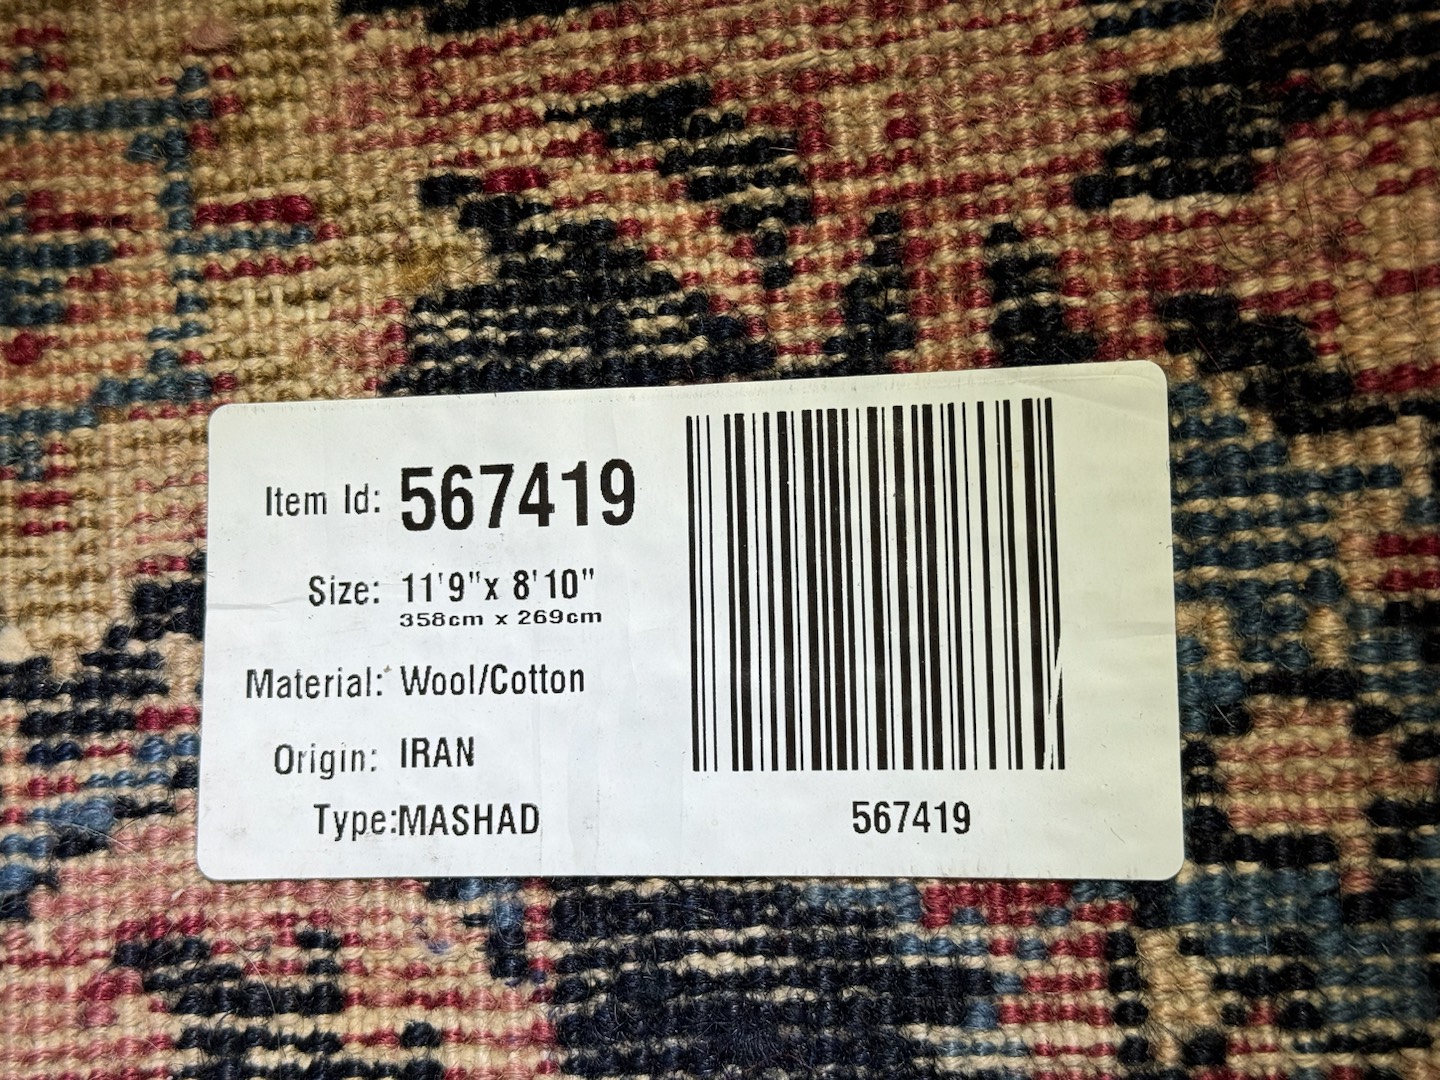 Item Id: 567419
Size: 11'9"x 8'10"
358cm x 269cm
Material: Wool/Cotton
Origin: IRAN
Type:MASHAD
567419